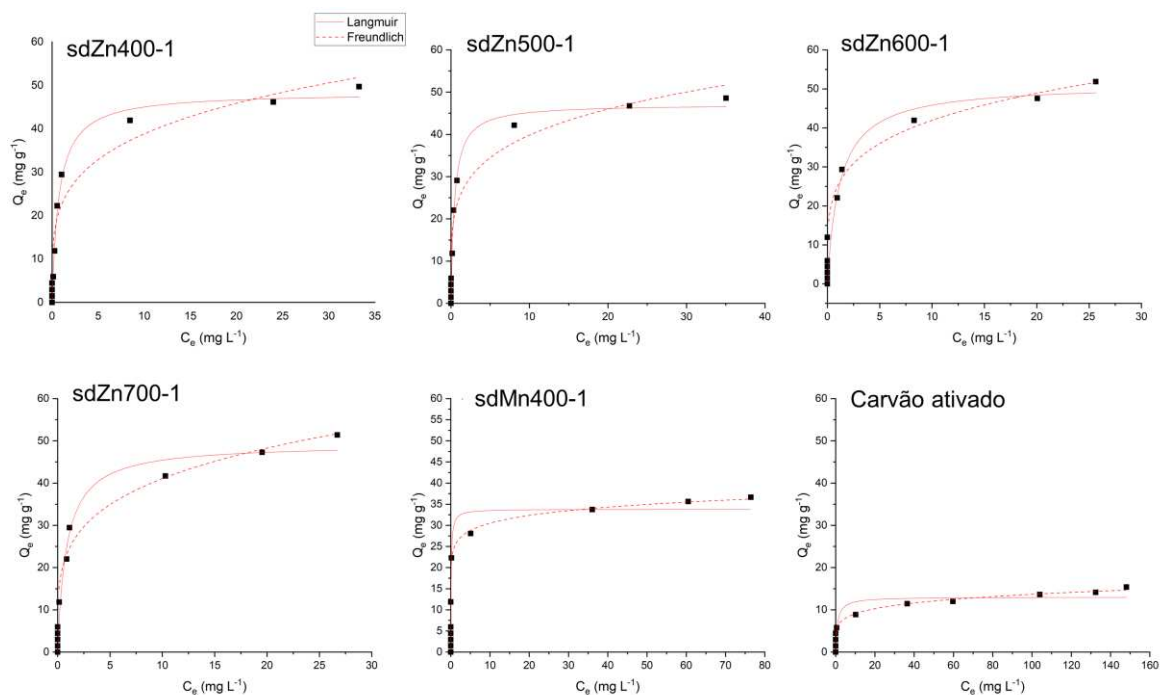 sdZn400-1
Langmuir
Freundlich
sdZn500-1
sdZn600-1
60
50
40
30
20
10
0
Qe (mg g-1)
0 5 10 15 20 25 30 35
Ce (mg L-1)
60
50
40
30
20
10
0
Qe (mg g-1)
0 10 20 30 40
Ce (mg L-1)
60
50
40
30
20
10
0
Qe (mg g-1)
0 5 10 15 20 25 30
Ce (mg L-1)
sdZn700-1
sdMn400-1
Carvão ativado
60
50
40
30
20
10
0
Qe (mg g-1)
0 5 10 15 20 25 30
Ce (mg L-1)
60
55
50
45
40
35
30
25
20
15
10
5
0
Qe (mg g-1)
0 10 20 30 40 50 60 70 80
Ce (mg L-1)
60
50
40
30
20
10
0
Qe (mg g-1)
0 20 40 60 80 100 120 140 160
Ce (mg L-1)